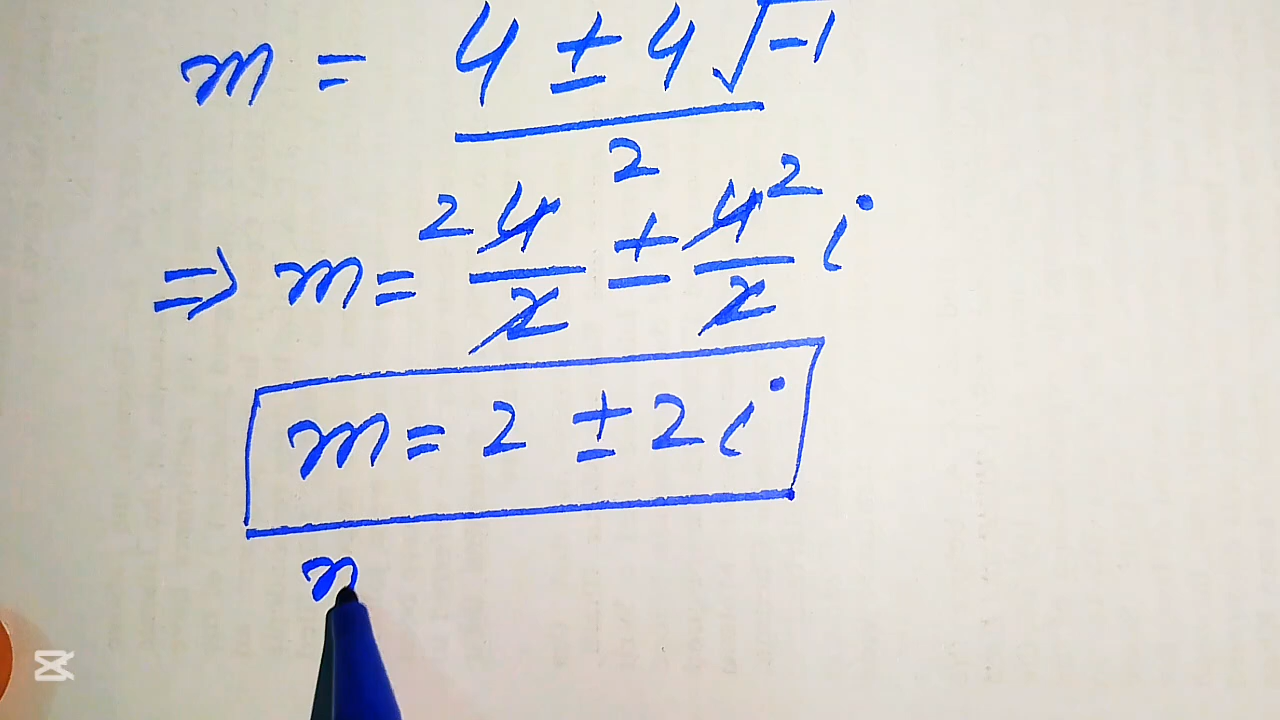 m = 4 ± 4√-1
2
⇒ m = 2 4/2 ± 4/2 2 i
m = 2 ± 2i
m